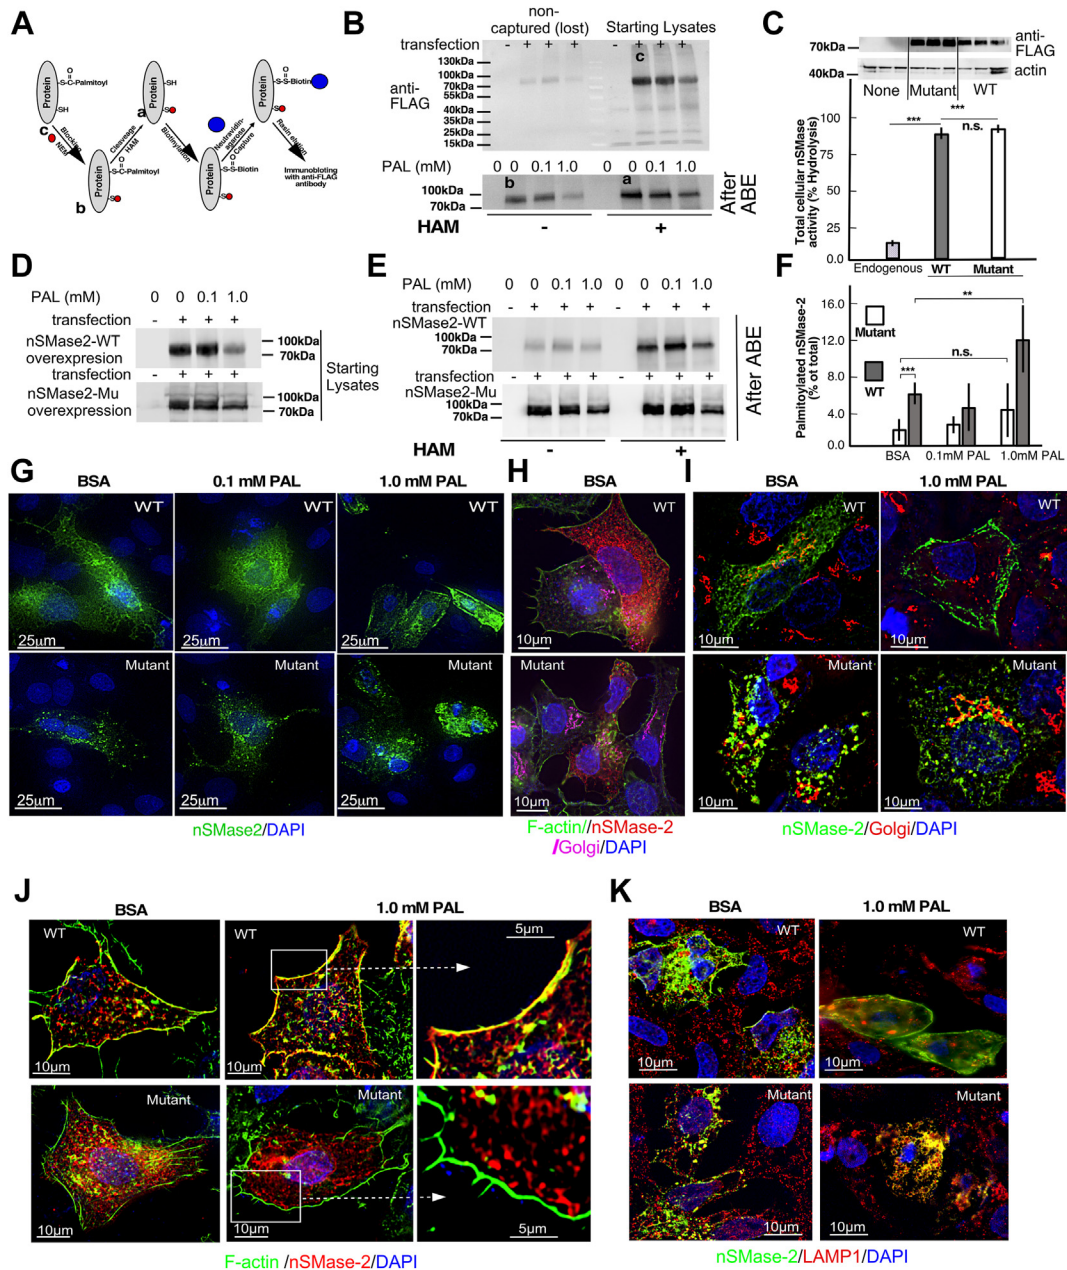 A
Protein
O
S-C-Palmitoyl
SH
c
Blocking
NEM
Protein
O
S-C-Palmitoyl
S
b
Cleavage
HAM
a
Protein
SH
S
Biotinylation
Protein
O
S-S-Biotin
S
Neutravidin-
agarose
Capture
Protein
O
S-S-Biotin
S
Resin elution
Immunoblotting
with anti-FLAG
antibody
B
non-
captured (lost)
Starting Lysates
transfection - + + + - + + +
130kDa
100kDa
70kDa
55kDa
40kDa
35kDa
25kDa
15kDa
anti-
FLAG
c
PAL (mM) 0 0 0.1 1.0 0 0 0.1 1.0
100kDa
70kDa
b
a
After ABE
HAM - +
C
70kDa
40kDa
anti-
FLAG
actin
None Mutant WT
***
***
n.s.
Total cellular nSMase
activity (% Hydrolysis)
100
75
50
25
0.0
Endogenous WT Mutant
D
PAL (mM) 0 0 0.1 1.0
transfection - + + +
nSMase2-WT
overexpresion
100kDa
70kDa
transfection - + + +
nSMase2-Mu
overexpression
100kDa
70kDa
Starting
Lysates
E
PAL (mM) 0 0 0.1 1.0 0 0 0.1 1.0
transfection - + + + - + + +
nSMase2-WT
100kDa
70kDa
transfection - + + + - + + +
nSMase2-Mu
100kDa
70kDa
After ABE
HAM - +
F
Palmitoylated nSMase-2
(% ot total)
16.0
12.0
8.0
4.0
0.0
Mutant
WT
**
n.s.
***
BSA 0.1mM PAL 1.0mM PAL
G
BSA 0.1 mM PAL 1.0 mM PAL
WT WT WT
25µm 25µm 25µm
Mutant Mutant Mutant
25µm 25µm 25µm
nSMase2/DAPI
H
BSA
WT
10µm
Mutant
10µm
F-actin//nSMase-2
/Golgi/DAPI
I
BSA 1.0 mM PAL
WT WT
10µm 10µm
Mutant Mutant
10µm 10µm
nSMase-2/Golgi/DAPI
J
BSA 1.0 mM PAL
WT WT 5µm
10µm 10µm
Mutant Mutant
10µm 10µm 5µm
F-actin /nSMase-2/DAPI
K
BSA 1.0 mM PAL
WT WT
10µm 10µm
Mutant Mutant
10µm 10µm
nSMase-2/LAMP1/DAPI